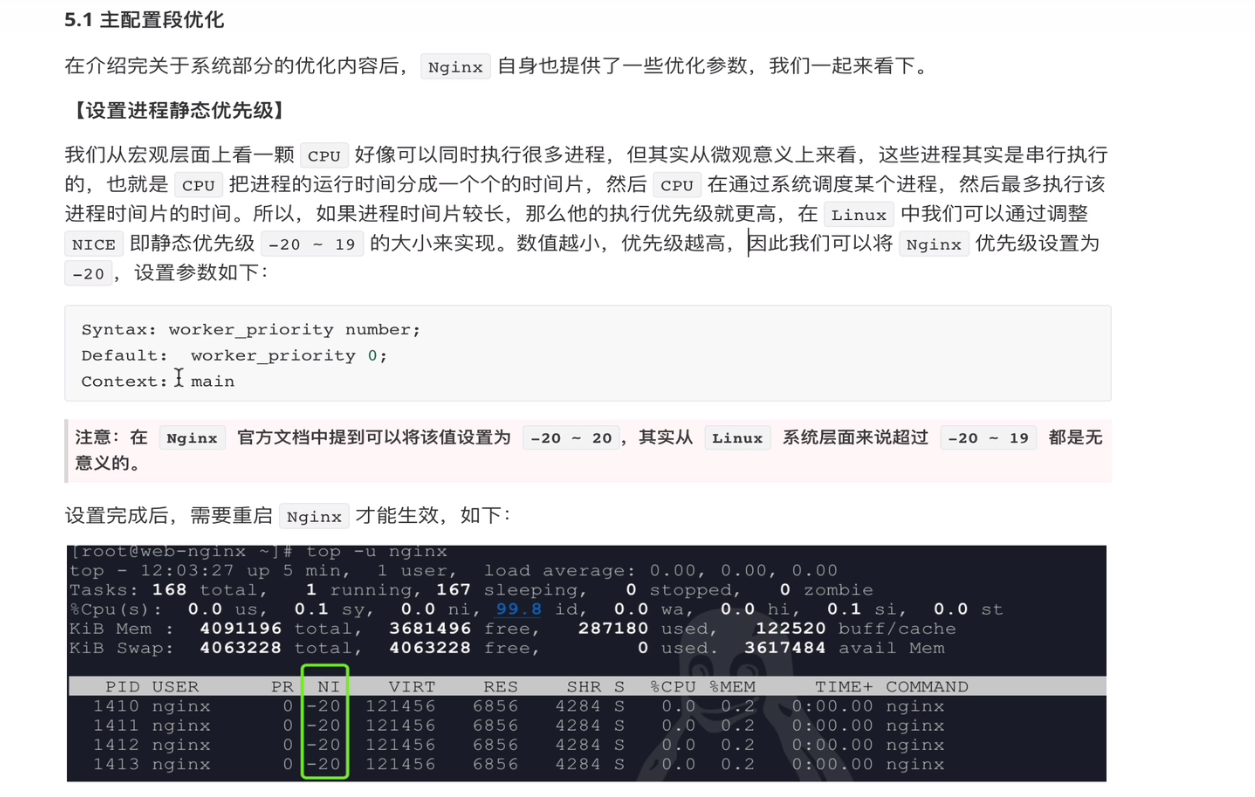 5.1 主配置段优化
在介绍完关于系统部分的优化内容后， Nginx 自身也提供了一些优化参数，我们一起来看下。
【设置进程静态优先级】
我们从宏观层面上看一颗 CPU 好像可以同时执行很多进程，但其实从微观意义上来看，这些进程其实是串行执行
的，也就是 CPU 把进程的运行时间分成一个个的时间片，然后 CPU 在通过系统调度某个进程，然后最多执行该
进程时间片的时间。所以，如果进程时间片较长，那么他的执行优先级就更高，在 Linux 中我们可以通过调整
NICE 即静态优先级 -20 ~ 19 的大小来实现。数值越小，优先级越高，因此我们可以将 Nginx 优先级设置为
-20 ，设置参数如下：
Syntax: worker_priority number;
Default:  worker_priority 0;
Context: main
注意：在 Nginx 官方文档中提到可以将该值设置为 -20 ~ 20 ，其实从 Linux 系统层面来说超过 -20 ~ 19 都是无
意义的。
设置完成后，需要重启 Nginx 才能生效，如下：
[root@web-nginx ~]# top -u nginx
top - 12:03:27 up 5 min,  1 user,  load average: 0.00, 0.00, 0.00
Tasks: 168 total,   1 running, 167 sleeping,   0 stopped,   0 zombie
%Cpu(s):  0.0 us,  0.1 sy,  0.0 ni, 99.8 id,  0.0 wa,  0.0 hi,  0.1 si,  0.0 st
KiB Mem :  4091196 total,  3681496 free,   287180 used,   122520 buff/cache
KiB Swap:  4063228 total,  4063228 free,        0 used.  3617484 avail Mem
PID USER PR NI VIRT RES SHR S %CPU %MEM TIME+ COMMAND
1410 nginx 0 -20 121456 6856 4284 S 0.0 0.2 0:00.00 nginx
1411 nginx 0 -20 121456 6856 4284 S 0.0 0.2 0:00.00 nginx
1412 nginx 0 -20 121456 6856 4284 S 0.0 0.2 0:00.00 nginx
1413 nginx 0 -20 121456 6856 4284 S 0.0 0.2 0:00.00 nginx